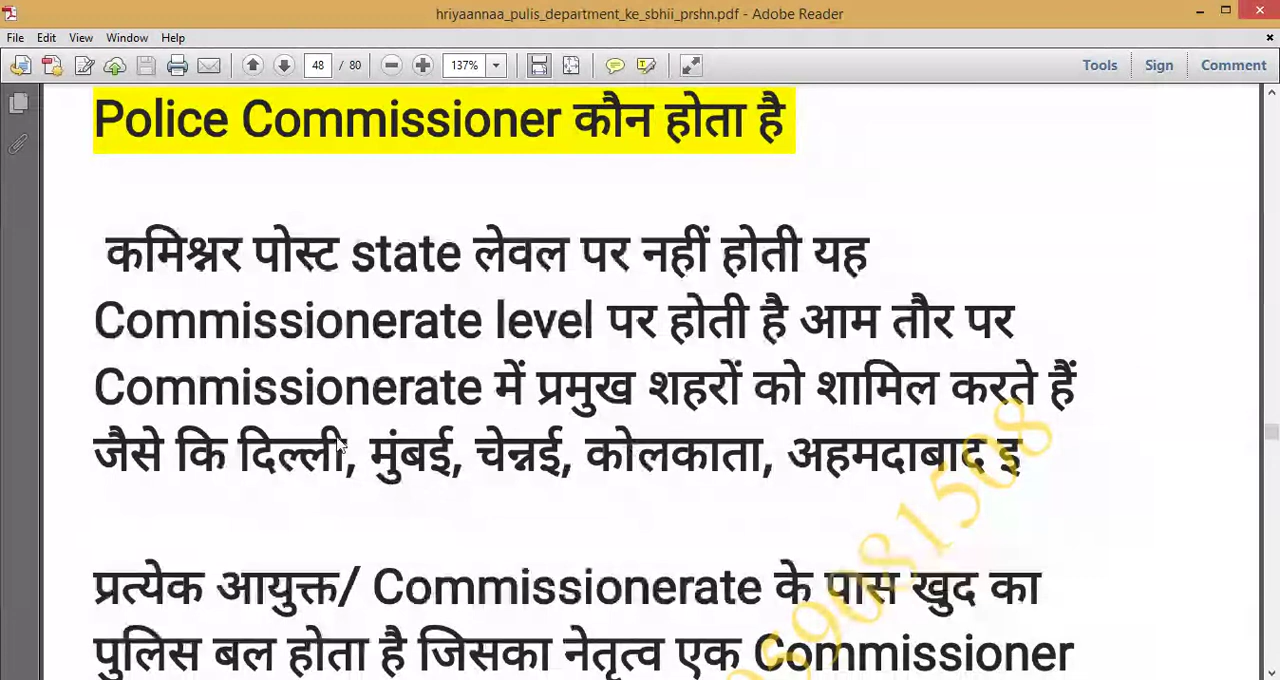 hriyaannaa_pulis_department_ke_sbhii_prshn.pdf - Adobe Reader
File Edit View Window Help
48 / 80 137% Tools Sign Comment
Police Commissioner कौन होता है
कमिश्नर पोस्ट state लेवल पर नहीं होती यह
Commissionerate level पर होती है आम तौर पर
Commissionerate में प्रमुख शहरों को शामिल करते हैं
जैसे कि दिल्ली, मुंबई, चेन्नई, कोलकाता, अहमदाबाद इ
प्रत्येक आयुक्त/ Commissionerate के पास खुद का
पुलिस बल होता है जिसका नेतृत्व एक Commissioner